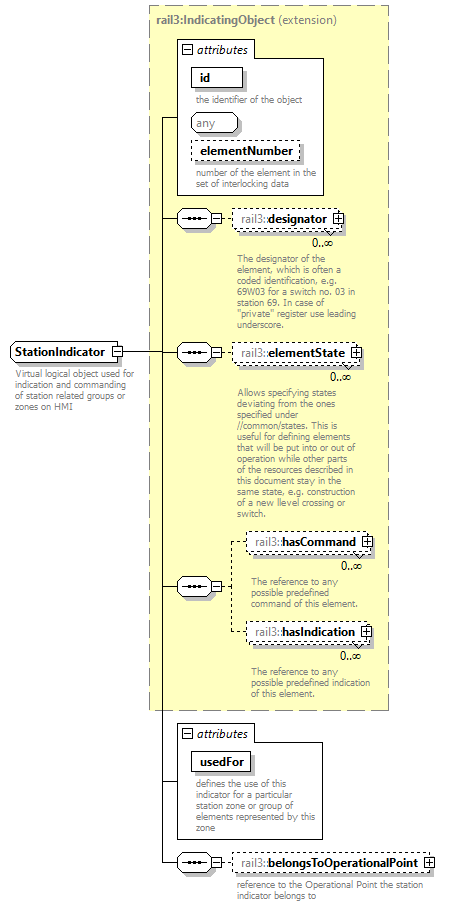 rail3:IndicatingObject (extension)
attributes
id
the identifier of the object
any
elementNumber
number of the element in the
set of interlocking data
rail3::designator
0..∞
The designator of the
element, which is often a
coded identification, e.g.
69W03 for a switch no. 03 in
station 69. In case of
"private" register use leading
underscore.
StationIndicator
Virtual logical object used for
indication and commanding
of station related groups or
zones on HMI
rail3::elementState
0..∞
Allows specifying states
deviating from the ones
specified under
//common/states. This is
useful for defining elements
that will be put into or out of
operation while other parts
of the resources described in
this document stay in the
same state, e.g. construction
of a new llevel crossing or
switch.
rail3::hasCommand
0..∞
The reference to any
possible predefined
command of this element.
rail3::hasIndication
0..∞
The reference to any
possible predefined indication
of this element.
attributes
usedFor
defines the use of this
indicator for a particular
station zone or group of
elements represented by this
zone
rail3::belongsToOperationalPoint
reference to the Operational Point the station
indicator belongs to